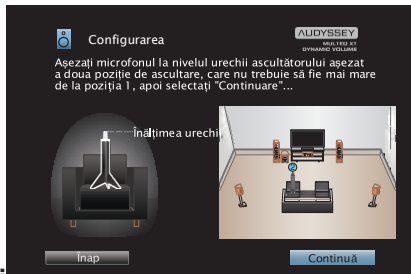 Configurarea
AUDYSSEY
MULTEQ XT
DYNAMIC VOLUME
Așezați microfonul la nivelul urechii ascultătorului așezat
a doua poziție de ascultare, care nu trebuie să fie mai mare
de la poziția 1, apoi selectați "Continuare"...
Înălțimea urechii
Înap
Continuă